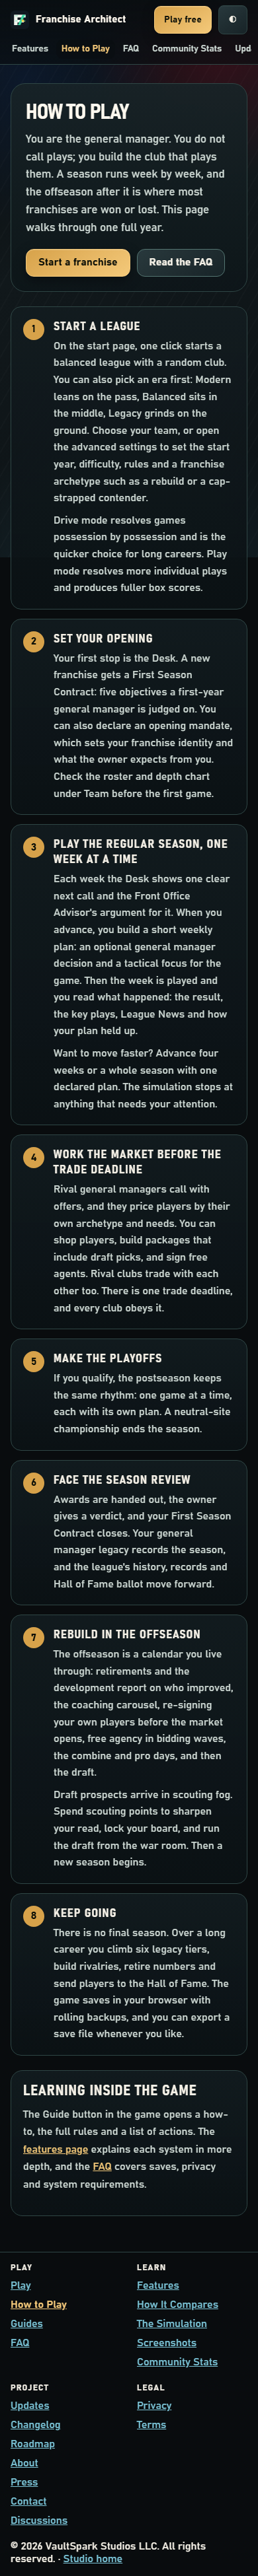 Franchise Architect
Play free
Features How to Play FAQ Community Stats Upd
HOW TO PLAY
You are the general manager. You do not
call plays; you build the club that plays
them. A season runs week by week, and
the offseason after it is where most
franchises are won or lost. This page
walks through one full year.
Start a franchise Read the FAQ
1 START A LEAGUE
On the start page, one click starts a
balanced league with a random club.
You can also pick an era first: Modern
leans on the pass, Balanced sits in
the middle, Legacy grinds on the
ground. Choose your team, or open
the advanced settings to set the start
year, difficulty, rules and a franchise
archetype such as a rebuild or a cap-
strapped contender.
Drive mode resolves games
possession by possession and is the
quicker choice for long careers. Play
mode resolves more individual plays
and produces fuller box scores.
2 SET YOUR OPENING
Your first stop is the Desk. A new
franchise gets a First Season
Contract: five objectives a first-year
general manager is judged on. You
can also declare an opening mandate,
which sets your franchise identity and
what the owner expects from you.
Check the roster and depth chart
under Team before the first game.
3 PLAY THE REGULAR SEASON, ONE
WEEK AT A TIME
Each week the Desk shows one clear
next call and the Front Office
Advisor's argument for it. When you
advance, you build a short weekly
plan: an optional general manager
decision and a tactical focus for the
game. Then the week is played and
you read what happened: the result,
the key plays, League News and how
your plan held up.
Want to move faster? Advance four
weeks or a whole season with one
declared plan. The simulation stops at
anything that needs your attention.
4 WORK THE MARKET BEFORE THE
TRADE DEADLINE
Rival general managers call with
offers, and they price players by their
own archetype and needs. You can
shop players, build packages that
include draft picks, and sign free
agents. Rival clubs trade with each
other too. There is one trade deadline,
and every club obeys it.
5 MAKE THE PLAYOFFS
If you qualify, the postseason keeps
the same rhythm: one game at a time,
each with its own plan. A neutral-site
championship ends the season.
6 FACE THE SEASON REVIEW
Awards are handed out, the owner
gives a verdict, and your First Season
Contract closes. Your general
manager legacy records the season,
and the league's history, records and
Hall of Fame ballot move forward.
7 REBUILD IN THE OFFSEASON
The offseason is a calendar you live
through: retirements and the
development report on who improved,
the coaching carousel, re-signing
your own players before the market
opens, free agency in bidding waves,
the combine and pro days, and then
the draft.
Draft prospects arrive in scouting fog.
Spend scouting points to sharpen
your read, lock your board, and run
the draft from the war room. Then a
new season begins.
8 KEEP GOING
There is no final season. Over a long
career you climb six legacy tiers,
build rivalries, retire numbers and
send players to the Hall of Fame. The
game saves in your browser with
rolling backups, and you can export a
save file whenever you like.
LEARNING INSIDE THE GAME
The Guide button in the game opens a how-
to, the full rules and a list of actions. The
features page explains each system in more
depth, and the FAQ covers saves, privacy
and system requirements.
PLAY
Play
How to Play
Guides
FAQ
LEARN
Features
How It Compares
The Simulation
Screenshots
Community Stats
PROJECT
Updates
Changelog
Roadmap
About
Press
Contact
Discussions
LEGAL
Privacy
Terms
© 2026 VaultSpark Studios LLC. All rights
reserved. · Studio home